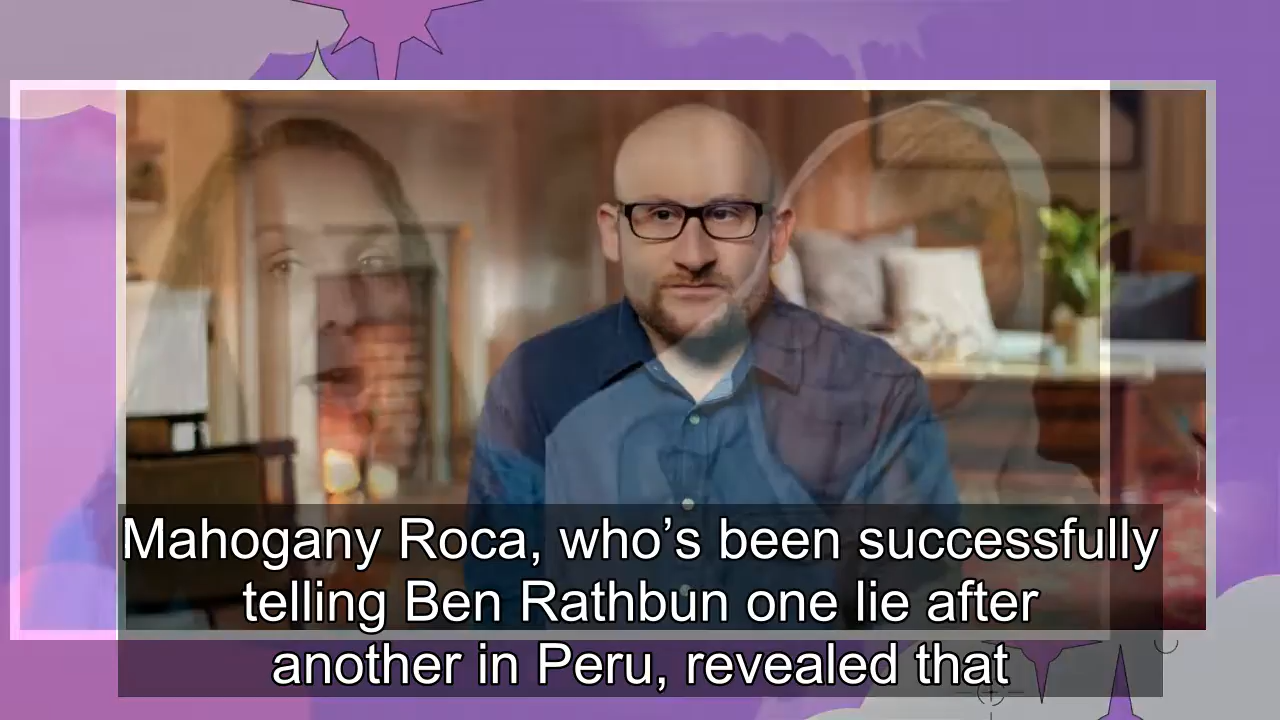 Mahogany Roca, who’s been successfully
telling Ben Rathbun one lie after
another in Peru, revealed that